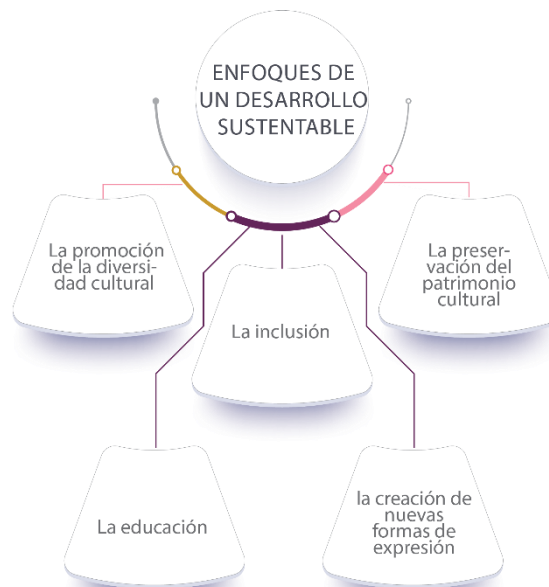 ENFOQUES DE
UN DESARROLLO
SUSTENTABLE
La promoción
de la diversi-
dad cultural
La preser-
vación del
patrimonio
cultural
La inclusión
La educación
la creación de
nuevas
formas de
expresión